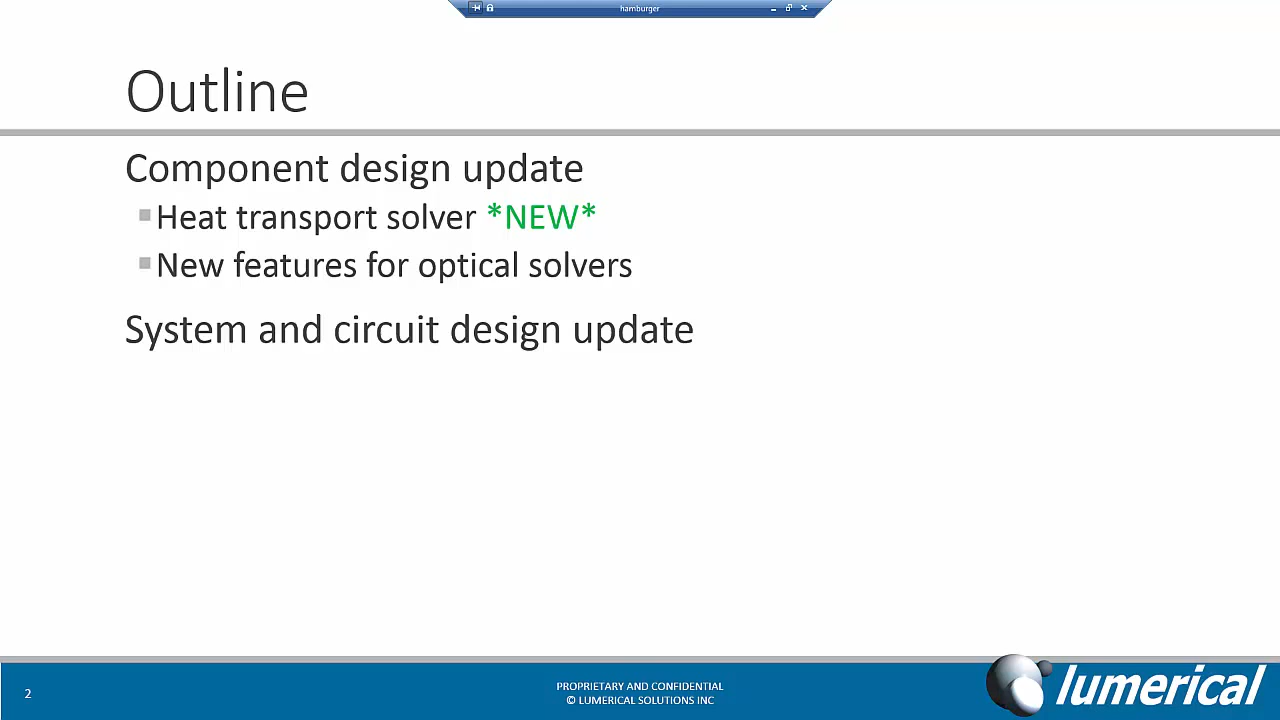 hamburger
Outline
Component design update
Heat transport solver *NEW*
New features for optical solvers
System and circuit design update
2
PROPRIETARY AND CONFIDENTIAL
© LUMERICAL SOLUTIONS INC
lumerical